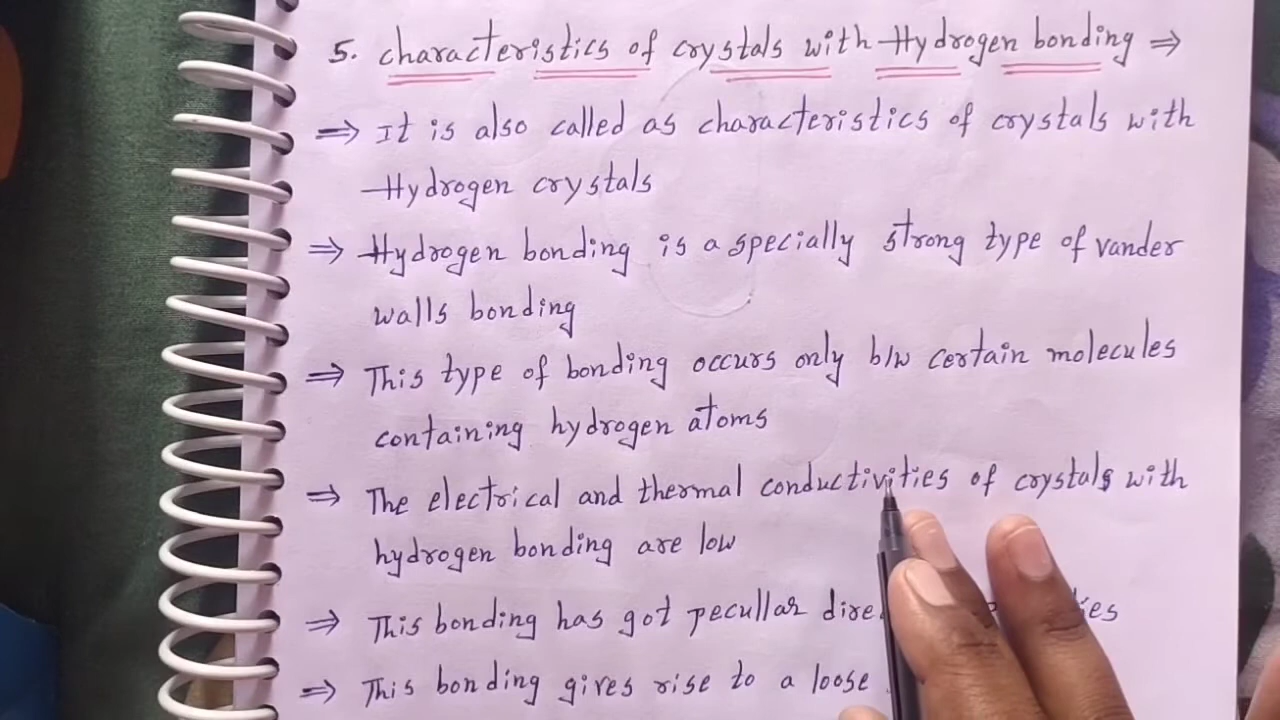 5. characteristics of crystals with Hydrogen bonding ⇒
⇒ It is also called as characteristics of crystals with
Hydrogen crystals
⇒ Hydrogen bonding is a specially strong type of vander
walls bonding
⇒ This type of bonding occurs only b/w certain molecules
containing hydrogen atoms
⇒ The electrical and thermal conductivities of crystals with
hydrogen bonding are low
⇒ This bonding has got pecullar
⇒ This bonding gives rise to a loose